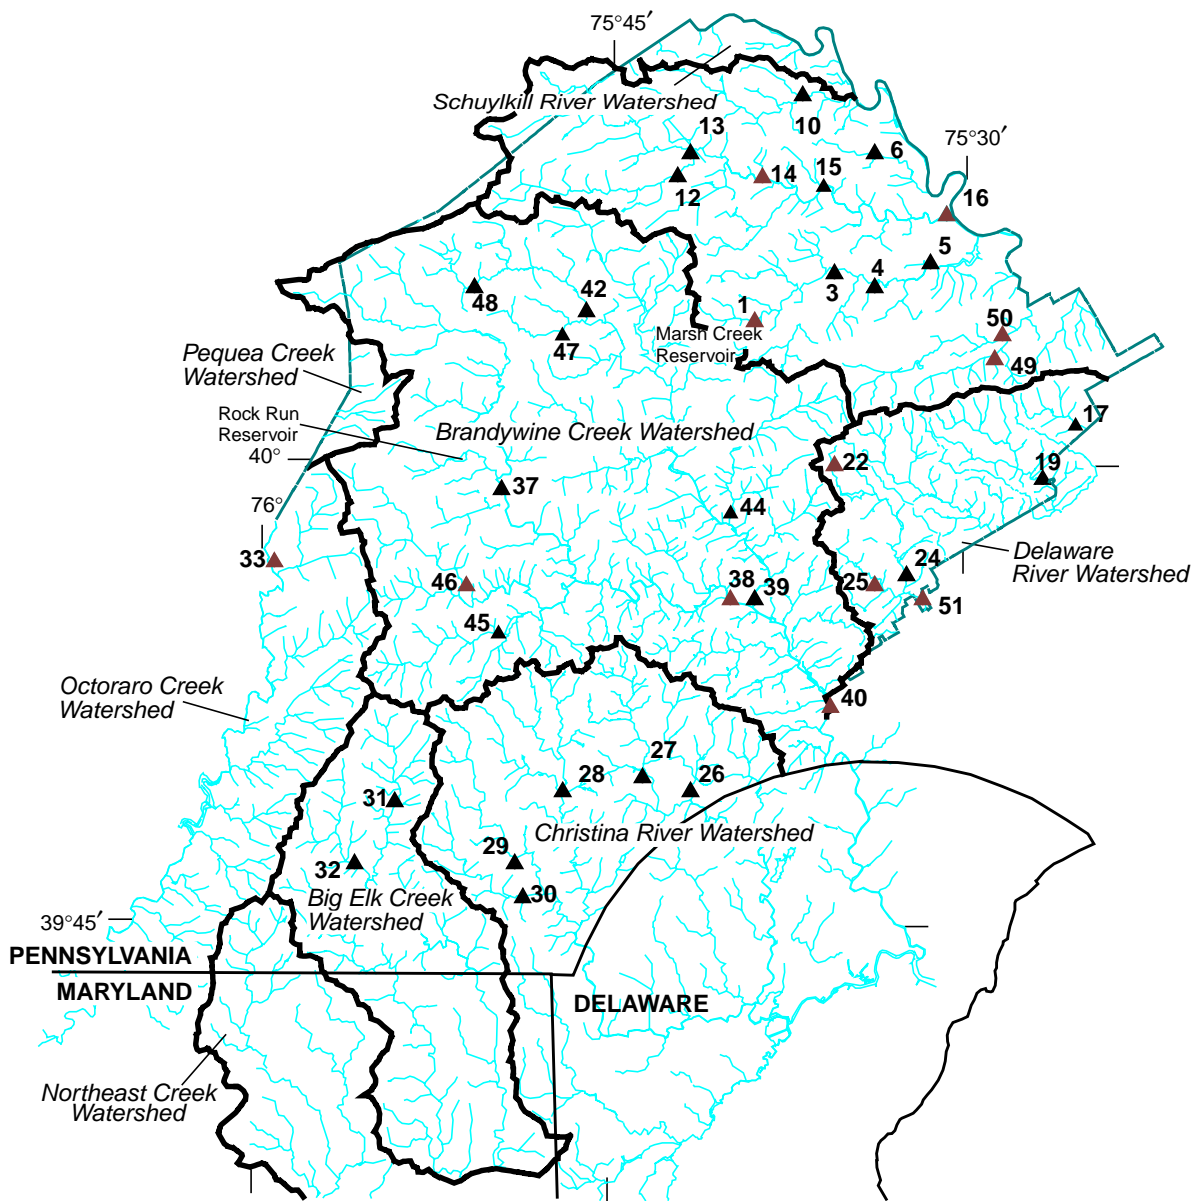 75°45′
Schuylkill River Watershed
10
13
6
75°30′
12
14
15
16
5
3
4
48
42
1
47
Marsh Creek
Reservoir
50
49
Pequea Creek
Watershed
Rock Run
Reservoir
40°
Brandywine Creek Watershed
17
22
19
37
44
76°
33
46
38
39
24
25
51
Delaware
River Watershed
45
Octoraro Creek
Watershed
40
27
28
26
31
Christina River Watershed
29
32
30
Big Elk Creek
Watershed
39°45′
PENNSYLVANIA
MARYLAND
DELAWARE
Northeast Creek
Watershed